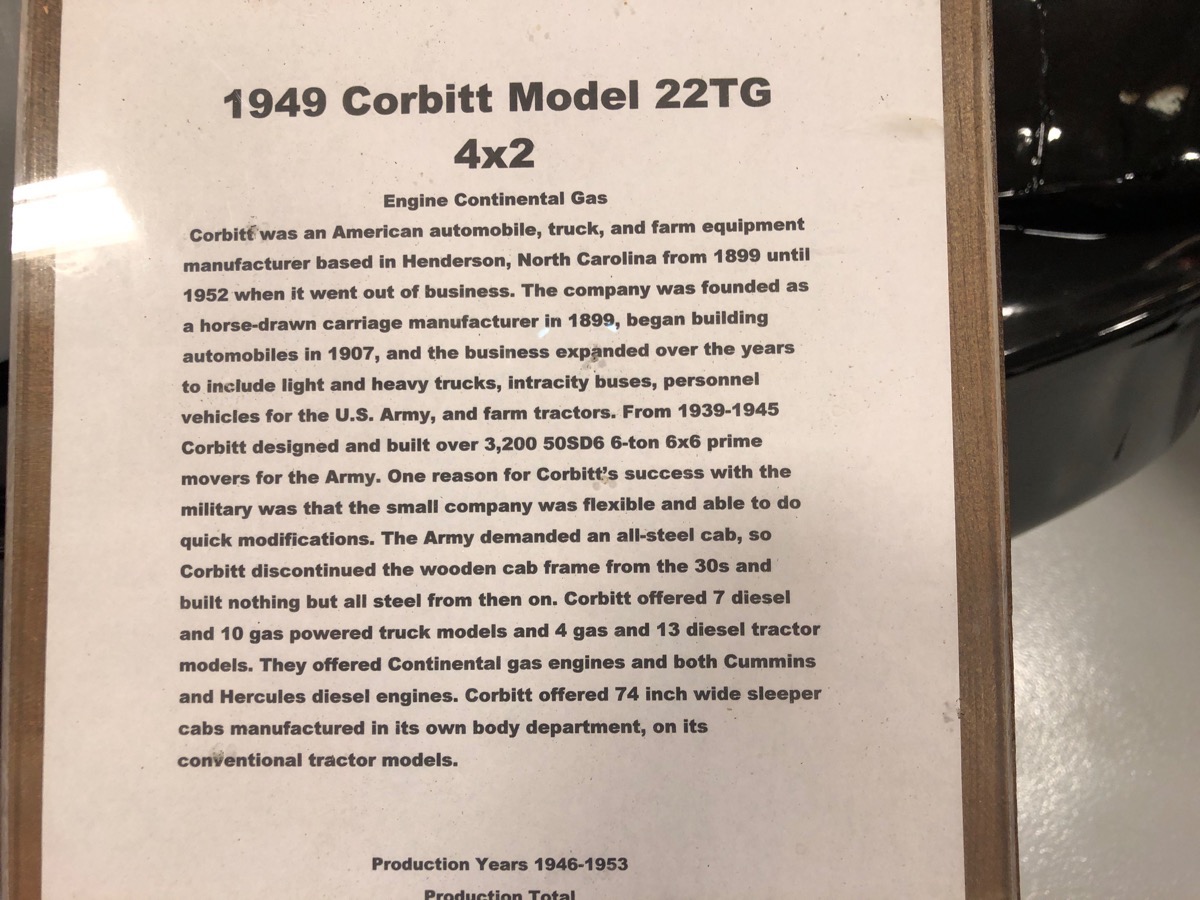 1949 Corbitt Model 22TG
4x2
Engine Continental Gas
Corbitt was an American automobile, truck, and farm equipment
manufacturer based in Henderson, North Carolina from 1899 until
1952 when it went out of business. The company was founded as
a horse-drawn carriage manufacturer in 1899, began building
automobiles in 1907, and the business expanded over the years
to include light and heavy trucks, intracity buses, personnel
vehicles for the U.S. Army, and farm tractors. From 1939-1945
Corbitt designed and built over 3,200 50SD6 6-ton 6x6 prime
movers for the Army. One reason for Corbitt's success with the
military was that the small company was flexible and able to do
quick modifications. The Army demanded an all-steel cab, so
Corbitt discontinued the wooden cab frame from the 30s and
built nothing but all steel from then on. Corbitt offered 7 diesel
and 10 gas powered truck models and 4 gas and 13 diesel tractor
models. They offered Continental gas engines and both Cummins
and Hercules diesel engines. Corbitt offered 74 inch wide sleeper
cabs manufactured in its own body department, on its
conventional tractor models.
Production Years 1946-1953
Production Total